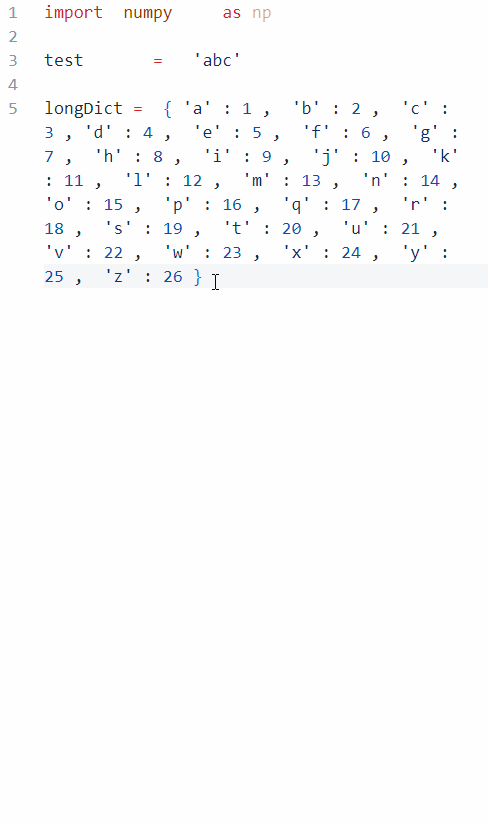 1 import  numpy     as np
2
3 test       =   'abc'
4
5 longDict =  { 'a' : 1 ,  'b' : 2 ,  'c' :
3 , 'd' : 4 ,  'e' : 5 ,  'f' : 6 ,  'g' :
7 ,  'h' : 8 ,  'i' : 9 ,  'j' : 10 ,  'k'
: 11 ,  'l' : 12 ,  'm' : 13 ,  'n' : 14 ,
'o' : 15 ,  'p' : 16 ,  'q' : 17 ,  'r' :
18 ,  's' : 19 ,  't' : 20 ,  'u' : 21 ,
'v' : 22 ,  'w' : 23 ,  'x' : 24 ,  'y' :
25 ,  'z' : 26 }